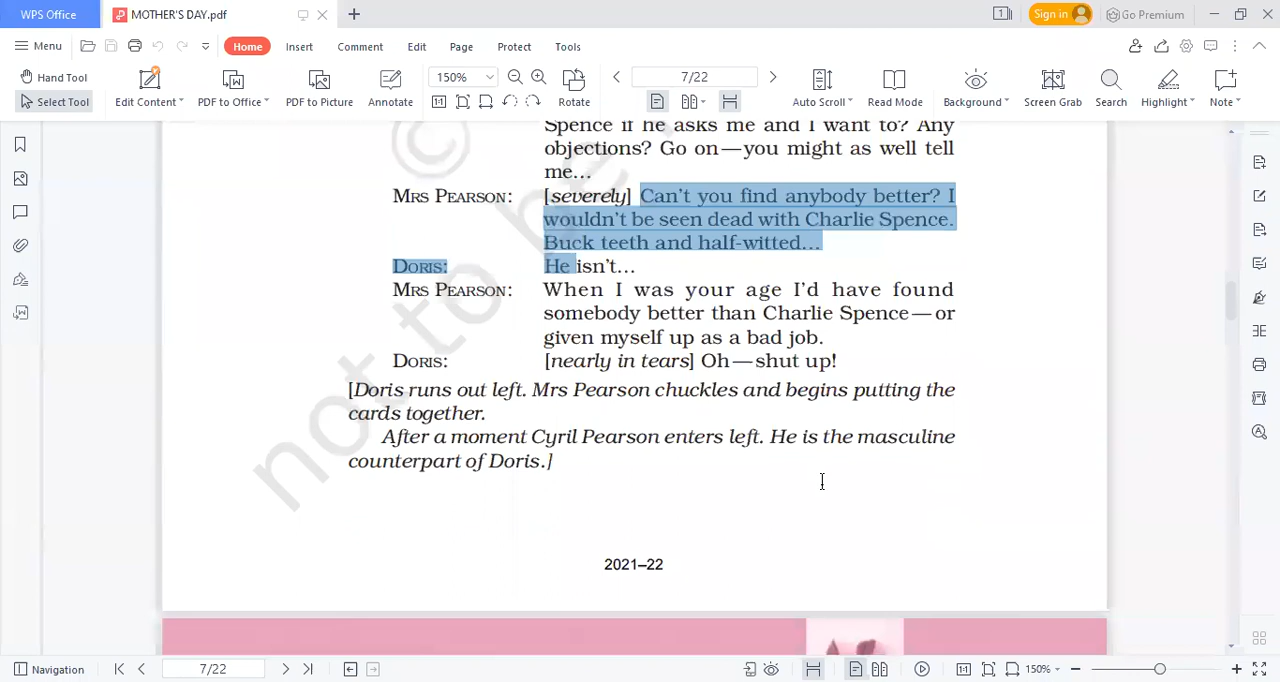 WPS Office
MOTHER'S DAY.pdf
1
Sign in
Go Premium
Menu
Home
Insert
Comment
Edit
Page
Protect
Tools
Hand Tool
Select Tool
Edit Content
PDF to Office
PDF to Picture
Annotate
150%
7/22
Rotate
Auto Scroll
Read Mode
Background
Screen Grab
Search
Highlight
Note
Spence if he asks me and I want to? Any
objections? Go on—you might as well tell
me…
MRS PEARSON: [severely] Can't you find anybody better? I
wouldn't be seen dead with Charlie Spence.
Buck teeth and half-witted…
DORIS: He isn't…
MRS PEARSON: When I was your age I'd have found
somebody better than Charlie Spence—or
given myself up as a bad job.
DORIS: [nearly in tears] Oh—shut up!
[Doris runs out left. Mrs Pearson chuckles and begins putting the
cards together.
After a moment Cyril Pearson enters left. He is the masculine
counterpart of Doris.]
© not to be
2021–22
Navigation
7/22
150%